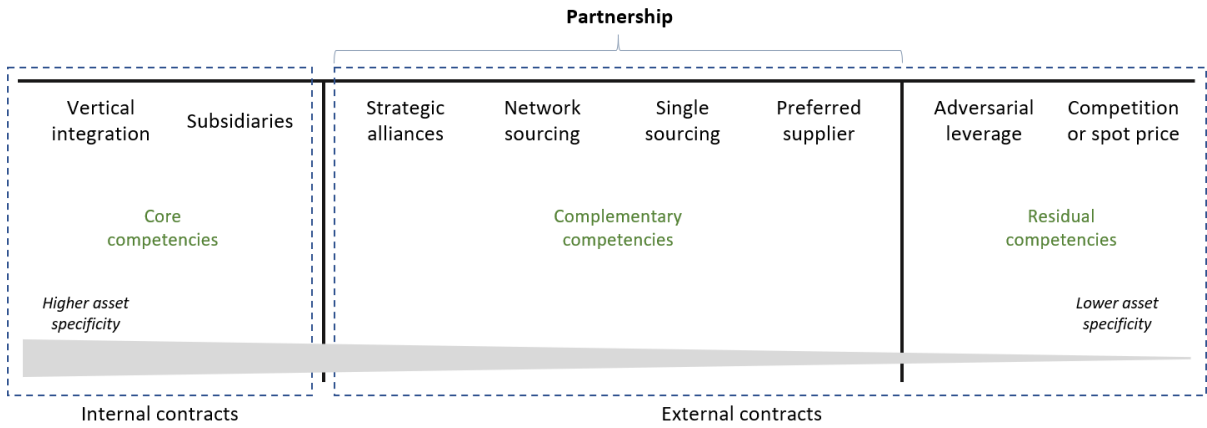 Partnership
Vertical
integration
Subsidiaries
Strategic
alliances
Network
sourcing
Single
sourcing
Preferred
supplier
Adversarial
leverage
Competition
or spot price
Core
competencies
Complementary
competencies
Residual
competencies
Higher asset
specificity
Lower asset
specificity
Internal contracts
External contracts